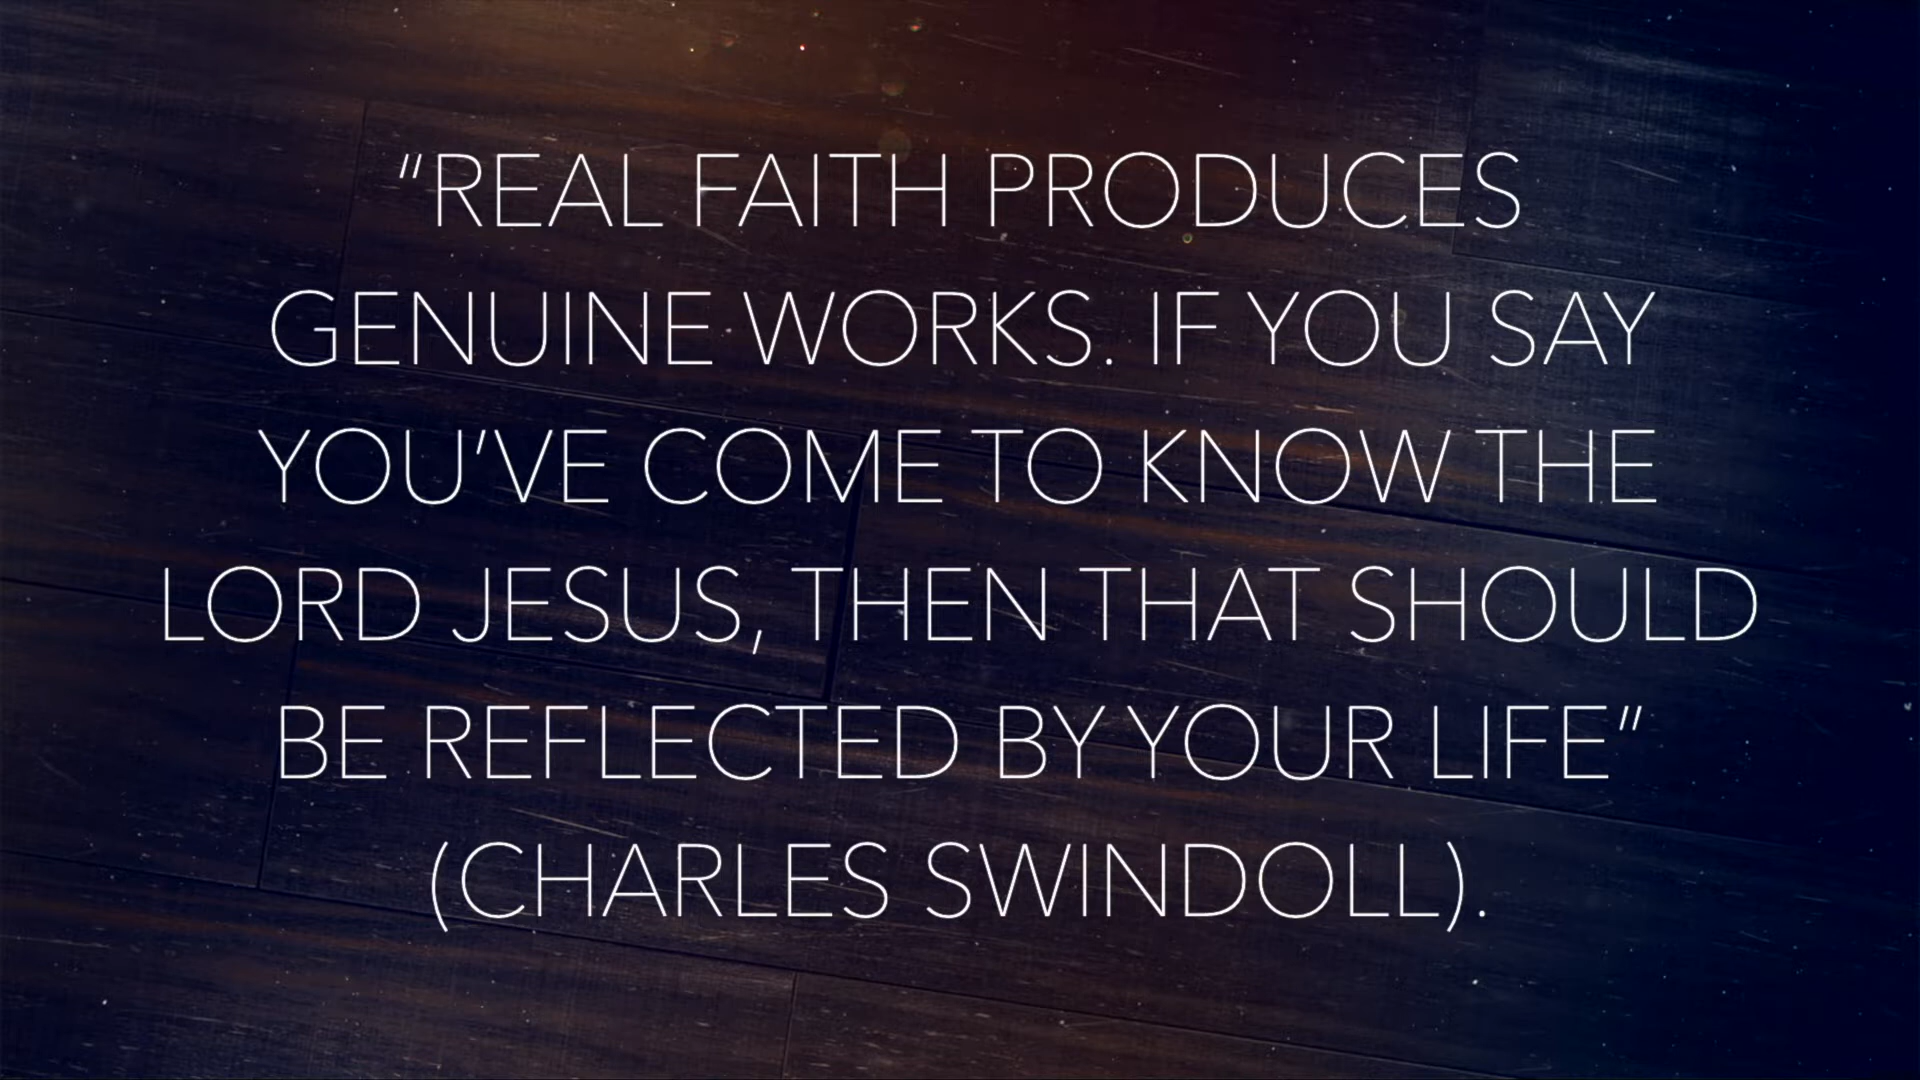 “REAL FAITH PRODUCES
GENUINE WORKS. IF YOU SAY
YOU’VE COME TO KNOW THE
LORD JESUS, THEN THAT SHOULD
BE REFLECTED BY YOUR LIFE”
(CHARLES SWINDOLL).